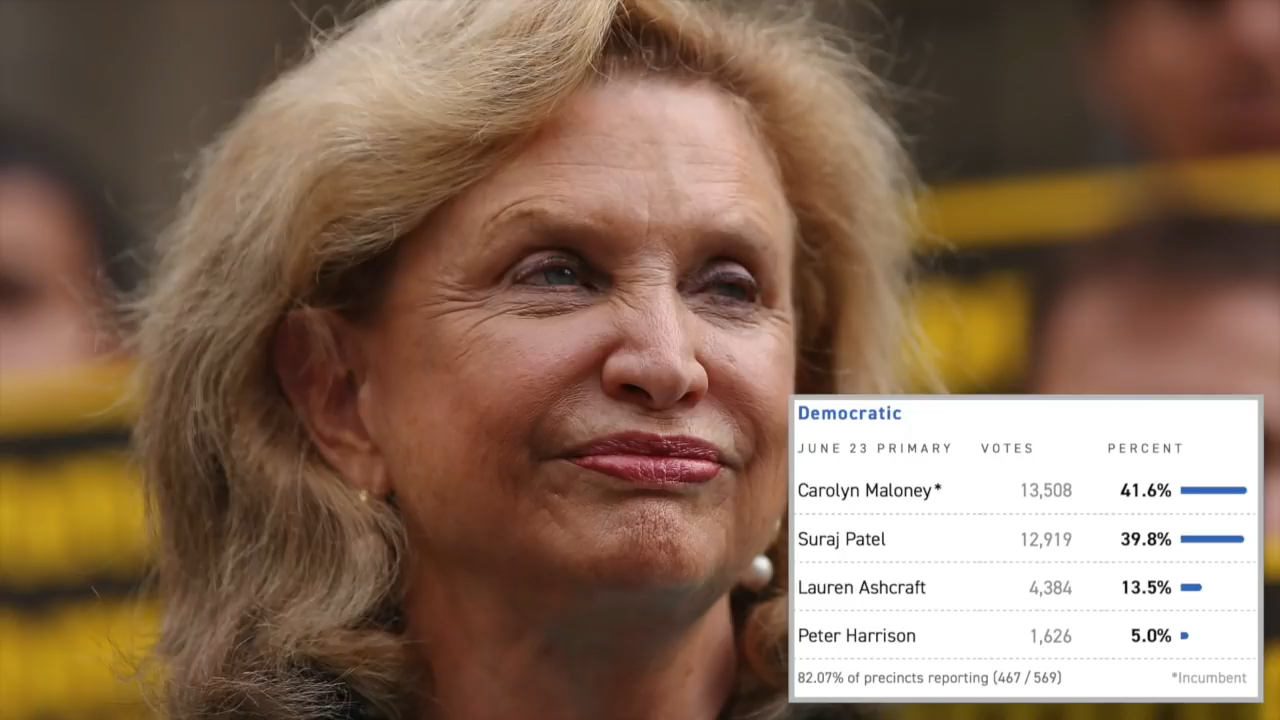 Democratic
JUNE 23 PRIMARY VOTES PERCENT
Carolyn Maloney* 13,508 41.6%
Suraj Patel 12,919 39.8%
Lauren Ashcraft 4,384 13.5%
Peter Harrison 1,626 5.0%
82.07% of precincts reporting (467 / 569) *Incumbent